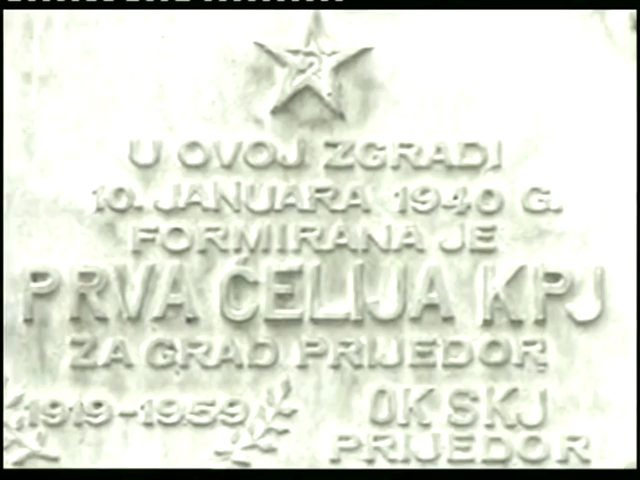 U OVOJ ZGRADI
10. JANUARA 1940 G.
FORMIRANA JE
PRVA ĆELIJA KPJ
ZA GRAD PRIJEDOR
1919-1959
OK SKJ
PRIJEDOR